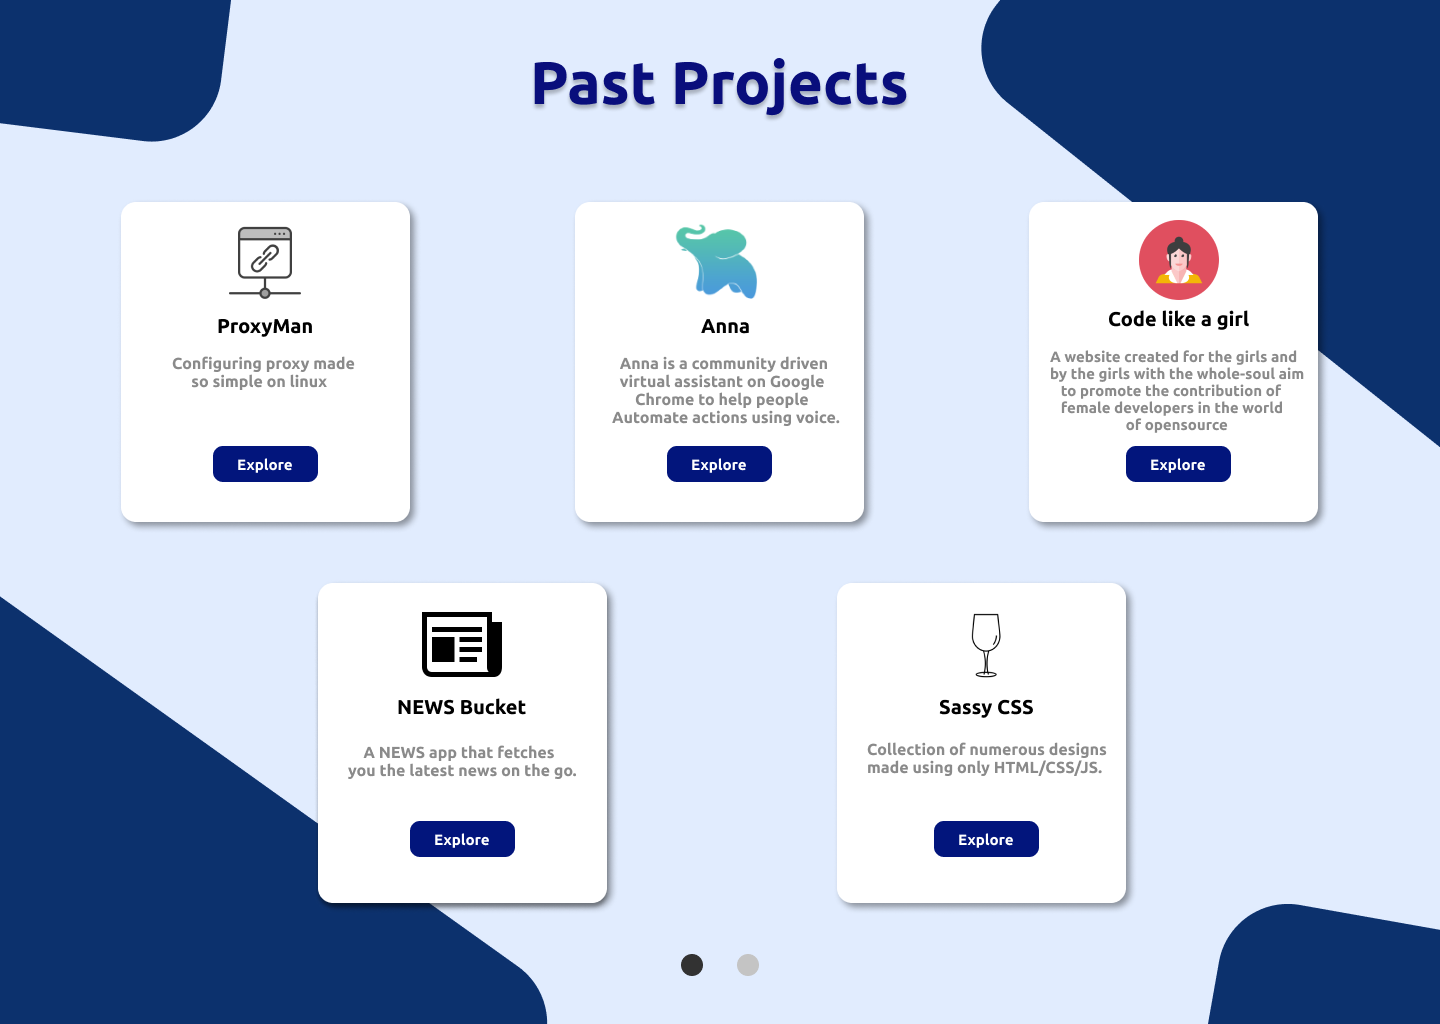 Past Projects
ProxyMan
Configuring proxy made
so simple on linux
Explore
Anna
Anna is a community driven
virtual assistant on Google
Chrome to help people
Automate actions using voice.
Explore
Code like a girl
A website created for the girls and
by the girls with the whole-soul aim
to promote the contribution of
female developers in the world
of opensource
Explore
NEWS Bucket
A NEWS app that fetches
you the latest news on the go.
Explore
Sassy CSS
Collection of numerous designs
made using only HTML/CSS/JS.
Explore